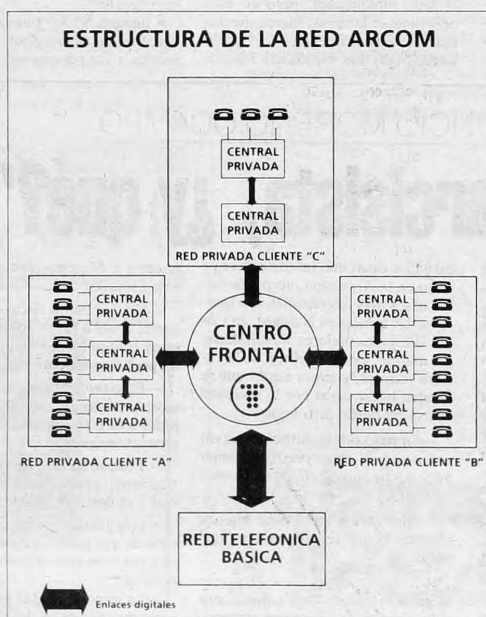 ESTRUCTURA DE LA RED ARCOM
CENTRAL
PRIVADA
CENTRAL
PRIVADA
RED PRIVADA CLIENTE "C"
CENTRAL
PRIVADA
CENTRAL
PRIVADA
CENTRAL
PRIVADA
RED PRIVADA CLIENTE "A"
CENTRO
FRONTAL
CENTRAL
PRIVADA
CENTRAL
PRIVADA
CENTRAL
PRIVADA
RED PRIVADA CLIENTE "B"
RED TELEFONICA
BASICA
Enlaces digitales